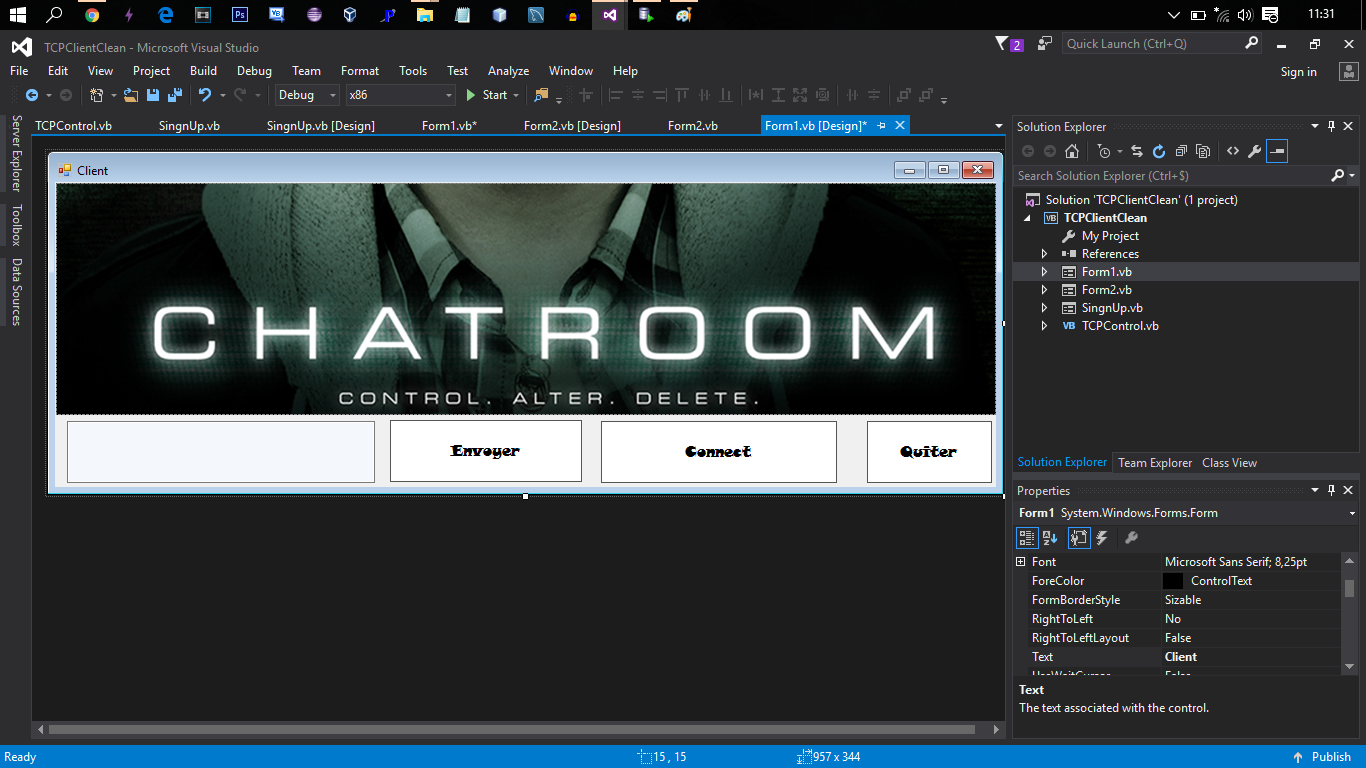 11:31
TCPClientClean - Microsoft Visual Studio
2
Quick Launch (Ctrl+Q)
File Edit View Project Build Debug Team Format Tools Test Analyze Window Help
Sign in
Debug x86 Start
Server Explorer
Toolbox
Data Sources
TCPControl.vb SingnUp.vb SingnUp.vb [Design] Form1.vb* Form2.vb [Design] Form2.vb Form1.vb [Design]*
Client
CHATROOM
CONTROL. ALTER. DELETE.
Envoyer Connect Quiter
Solution Explorer
Search Solution Explorer (Ctrl+$)
Solution 'TCPClientClean' (1 project)
TCPClientClean
My Project
References
Form1.vb
Form2.vb
SingnUp.vb
TCPControl.vb
Solution Explorer Team Explorer Class View
Properties
Form1 System.Windows.Forms.Form
Font Microsoft Sans Serif; 8,25pt
ForeColor ControlText
FormBorderStyle Sizable
RightToLeft No
RightToLeftLayout False
Text Client
UseWaitCursor False
Text
The text associated with the control.
Ready 15 , 15 957 x 344 Publish